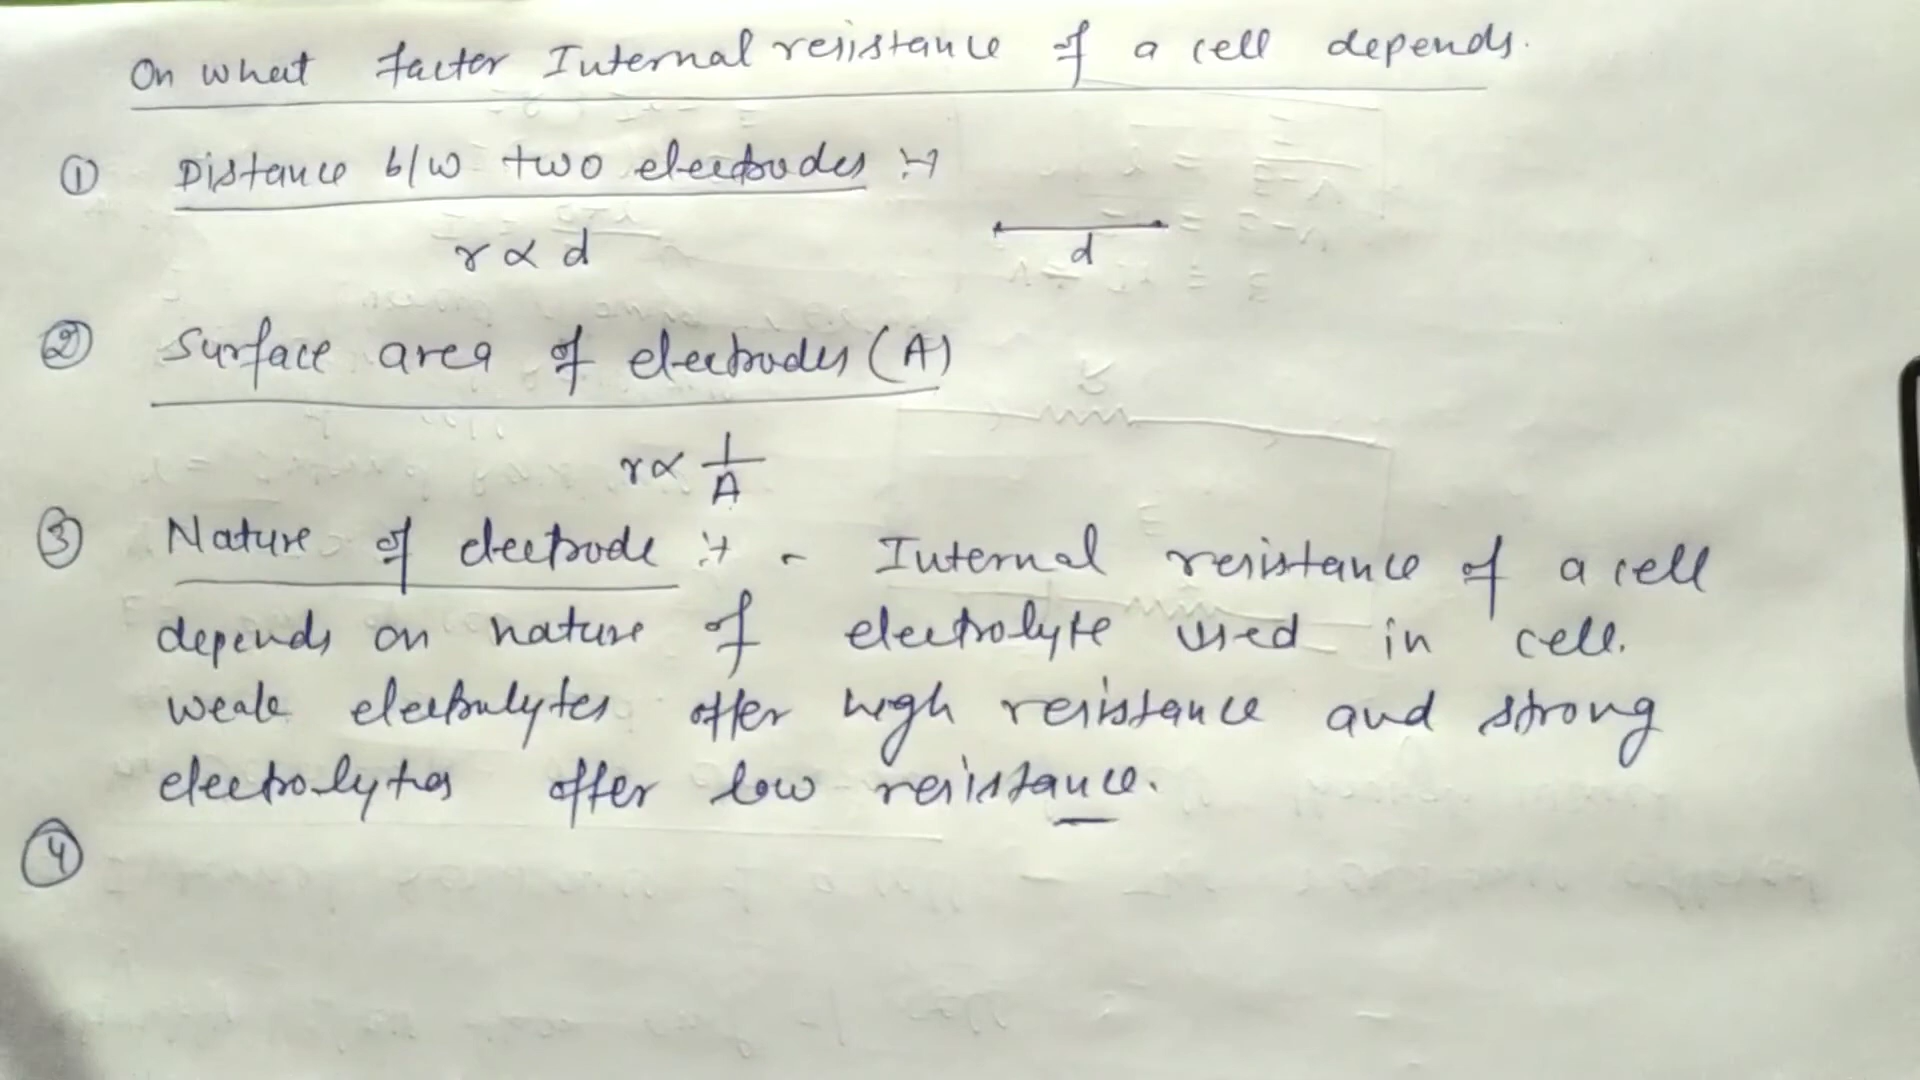 On what factor Internal resistance of a cell depends.
① Distance b/w two electrodes :-
r ∝ d
d
② Surface area of electrodes (A)
r ∝ 1/A
③ Nature of electrode :- - Internal resistance of a cell
depends on nature of electrolyte used in cell.
weak electrolytes offer high resistance and strong
electrolytes offer low resistance.
④